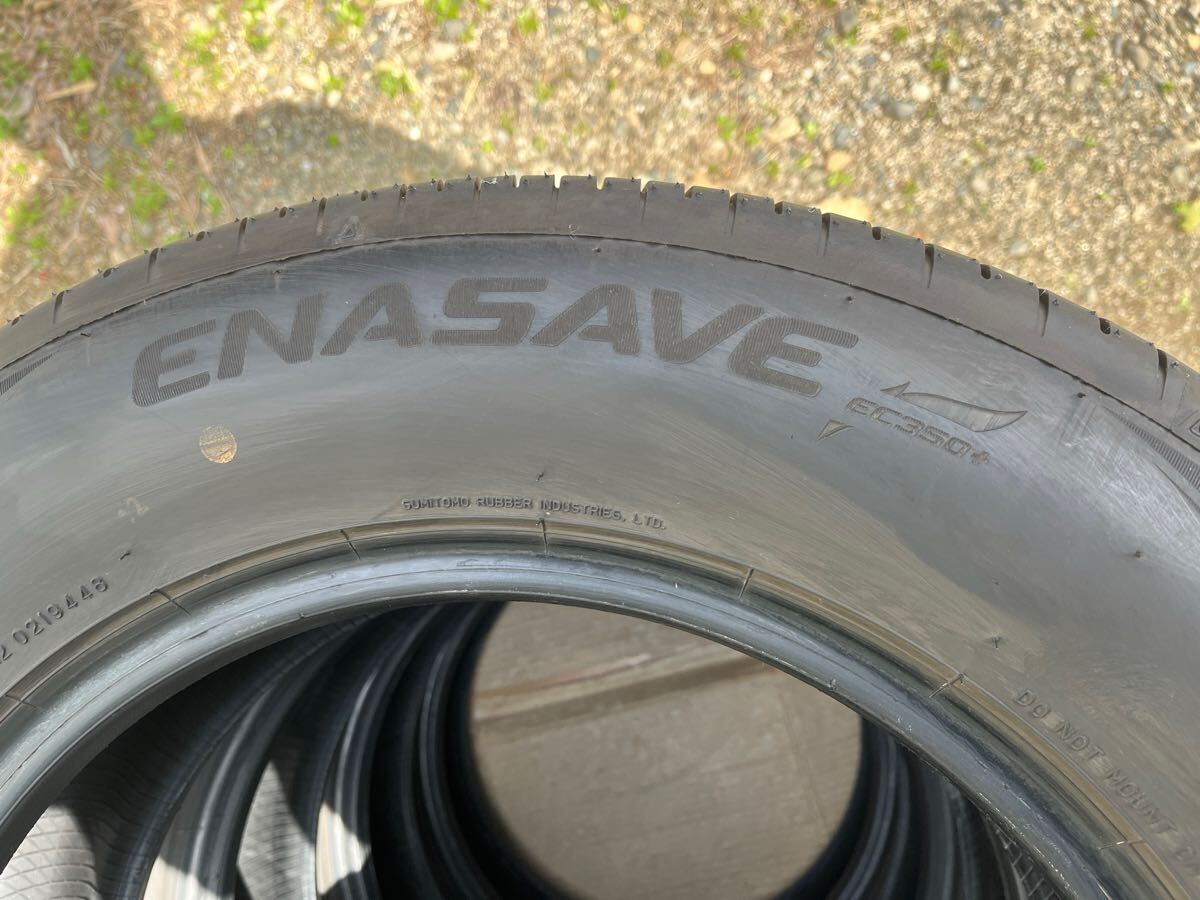 ENASAVE
EC350+
SUMITOMO RUBBER INDUSTRIES, LTD.
0219448
DO NOT MOUNT